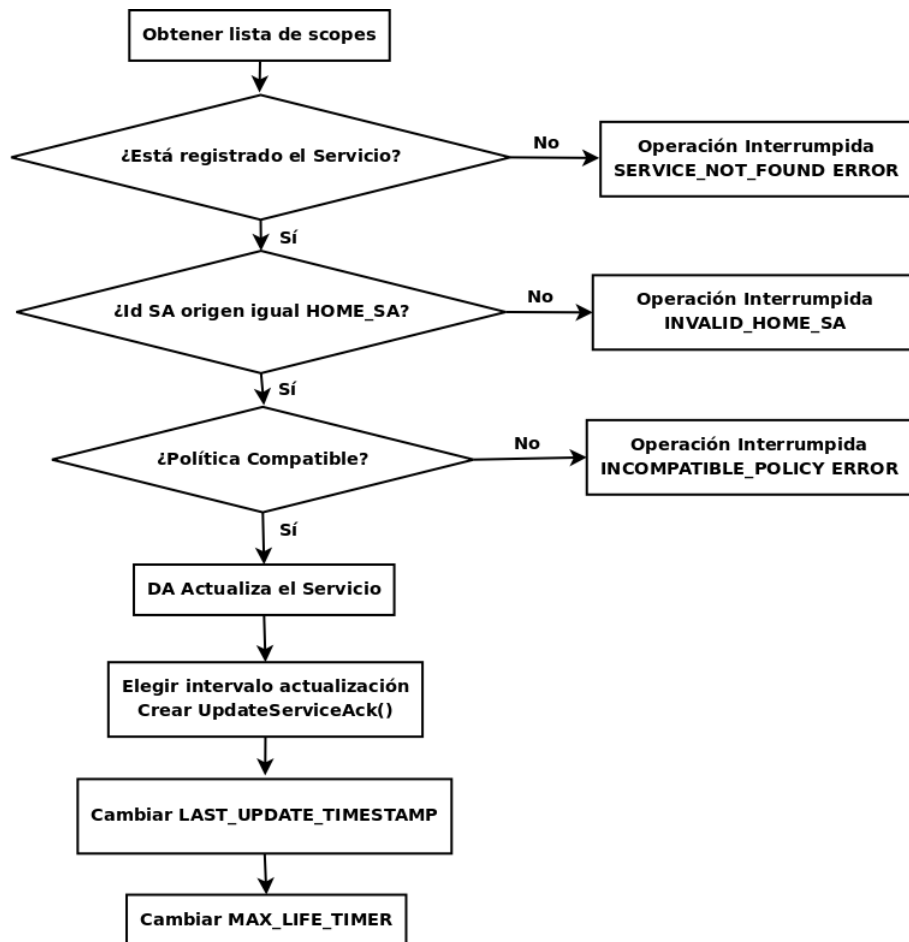 Obtener lista de scopes
¿Está registrado el Servicio?
No
Operación Interrumpida
SERVICE_NOT_FOUND ERROR
Sí
¿Id SA origen igual HOME_SA?
No
Operación Interrumpida
INVALID_HOME_SA
Sí
¿Política Compatible?
No
Operación Interrumpida
INCOMPATIBLE_POLICY ERROR
Sí
DA Actualiza el Servicio
Elegir intervalo actualización
Crear UpdateServiceAck()
Cambiar LAST_UPDATE_TIMESTAMP
Cambiar MAX_LIFE_TIMER